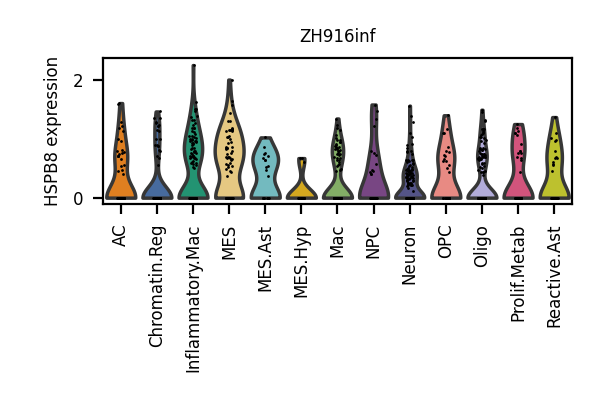 ZH916inf
HSPB8 expression
2
0
AC
Chromatin.Reg
Inflammatory.Mac
MES
MES.Ast
MES.Hyp
Mac
NPC
Neuron
OPC
Oligo
Prolif.Metab
Reactive.Ast